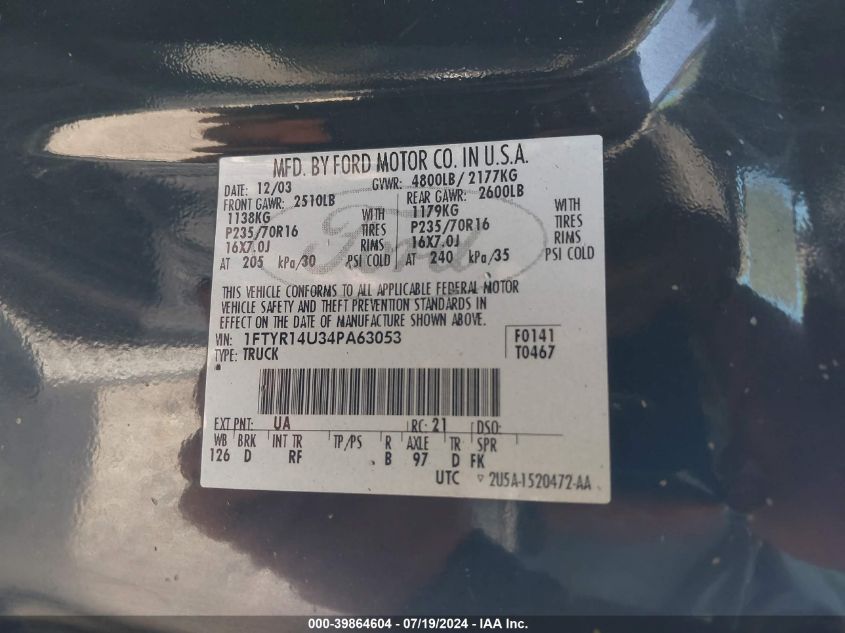 MFD. BY FORD MOTOR CO. IN U.S.A.
DATE: 12/03 GVWR: 4800LB/ 2177KG
FRONT GAWR: 2510LB REAR GAWR: 2600LB
1138KG WITH 1179KG WITH
P235/70R16 TIRES P235/70R16 TIRES
16X7.0J RIMS 16X7.0J RIMS
AT 205 kPa/30 PSI COLD AT 240 kPa/35 PSI COLD
Ford
THIS VEHICLE CONFORMS TO ALL APPLICABLE FEDERAL MOTOR
VEHICLE SAFETY AND THEFT PREVENTION STANDARDS IN
EFFECT ON THE DATE OF MANUFACTURE SHOWN ABOVE.
VIN: 1FTYR14U34PA63053 F0141
TYPE: TRUCK T0467
EXT PNT: UA RC: 21 DSO:
WB BRK INT TR TP/PS R AXLE TR SPR
126 D RF B 97 D FK
UTC ▿ 2U5A-1520472-AA
000-39864604 / 07/19/2024 - IAA Inc.